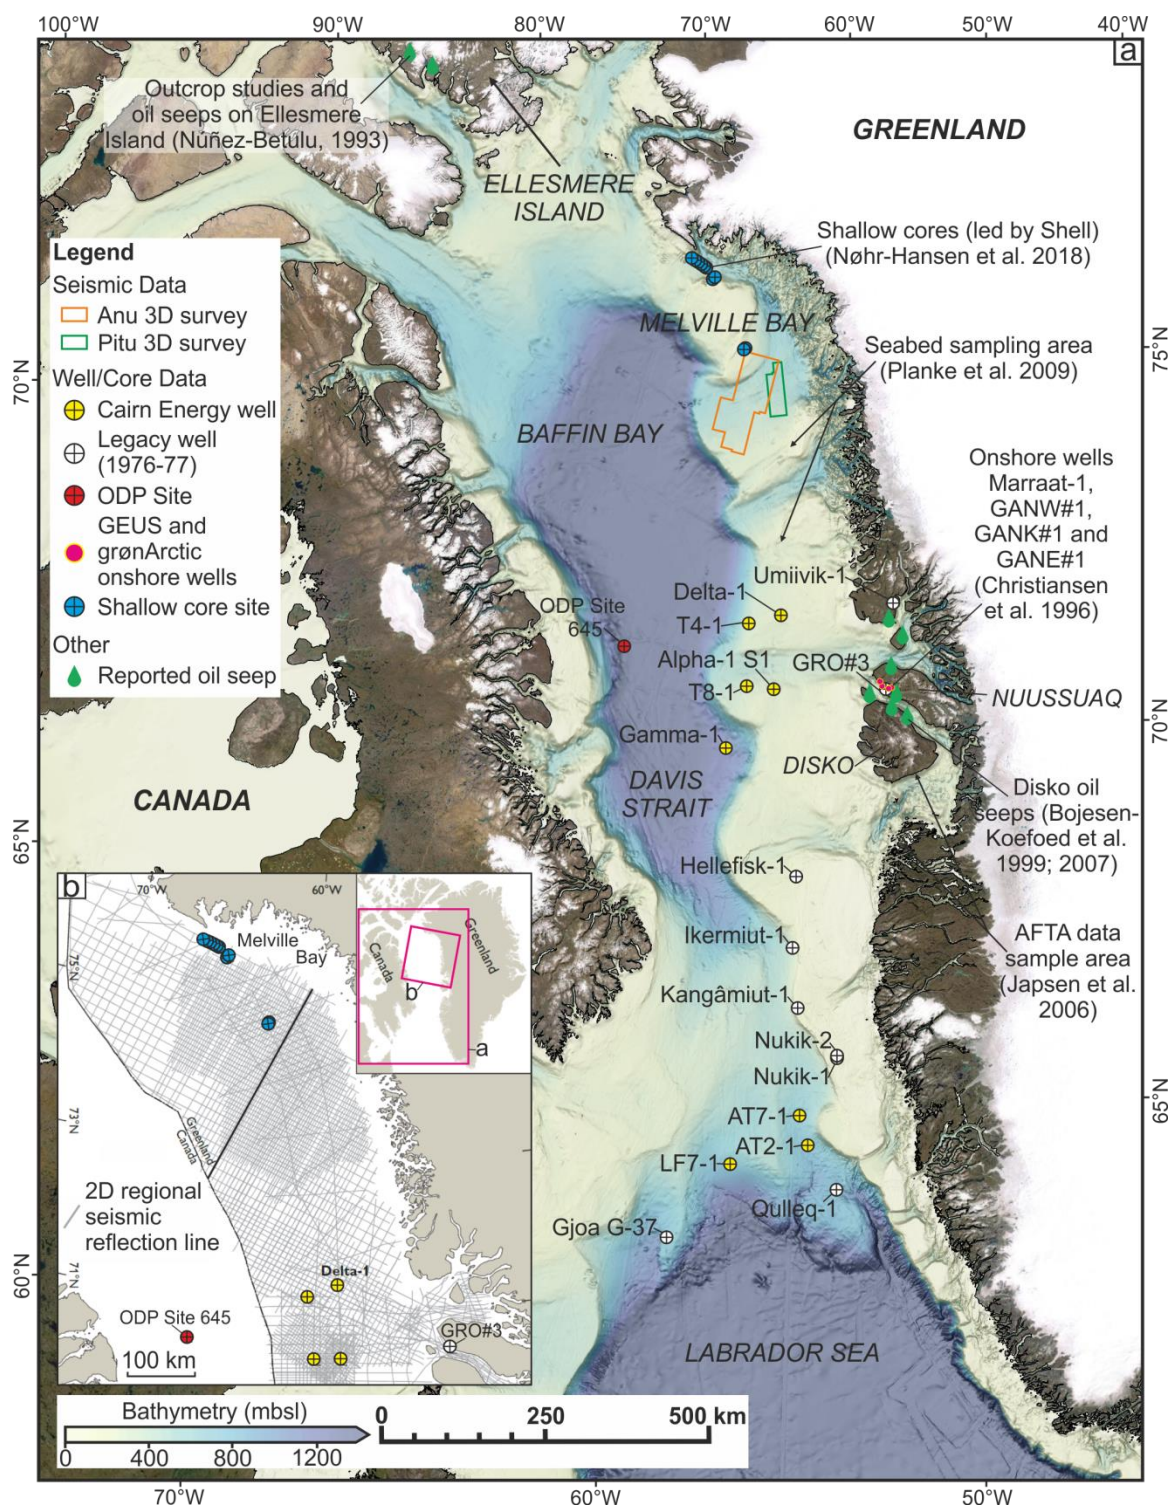 100°W
90°W
80°W
70°W
60°W
50°W
40°W
a
Outcrop studies and
oil seeps on Ellesmere
Island (Núñez-Betulu, 1993)
GREENLAND
ELLESMERE
ISLAND
Shallow cores (led by Shell)
(Nøhr-Hansen et al. 2018)
Legend
Seismic Data
Anu 3D survey
Pitu 3D survey
Well/Core Data
Cairn Energy well
Legacy well
(1976-77)
ODP Site
GEUS and
grønArctic
onshore wells
Shallow core site
Other
Reported oil seep
MELVILLE BAY
Seabed sampling area
(Planke et al. 2009)
75°N
70°N
BAFFIN BAY
Onshore wells
Marraat-1,
GANW#1,
GANK#1 and
GANE#1
(Christiansen
et al. 1996)
Umiivik-1
Delta-1
T4-1
ODP Site
645
Alpha-1 S1
T8-1
GRO#3
NUUSSUAQ
70°N
Gamma-1
DISKO
DAVIS
STRAIT
CANADA
Disko oil
seeps (Bojesen-
Koefoed et al.
1999; 2007)
65°N
Hellefisk-1
Ikermiut-1
AFTA data
sample area
(Japsen et al.
2006)
Kangâmiut-1
Nukik-2
Nukik-1
65°N
AT7-1
AT2-1
LF7-1
Qulleq-1
Gjoa G-37
60°N
LABRADOR SEA
b
70°W
60°W
Melville
Bay
75°N
Canada
Greenland
b
a
73°N
Greenland
Canada
2D regional
seismic
reflection line
71°N
Delta-1
ODP Site 645
GRO#3
100 km
Bathymetry (mbsl)
0
400
800
1200
0
250
500 km
70°W
60°W
50°W